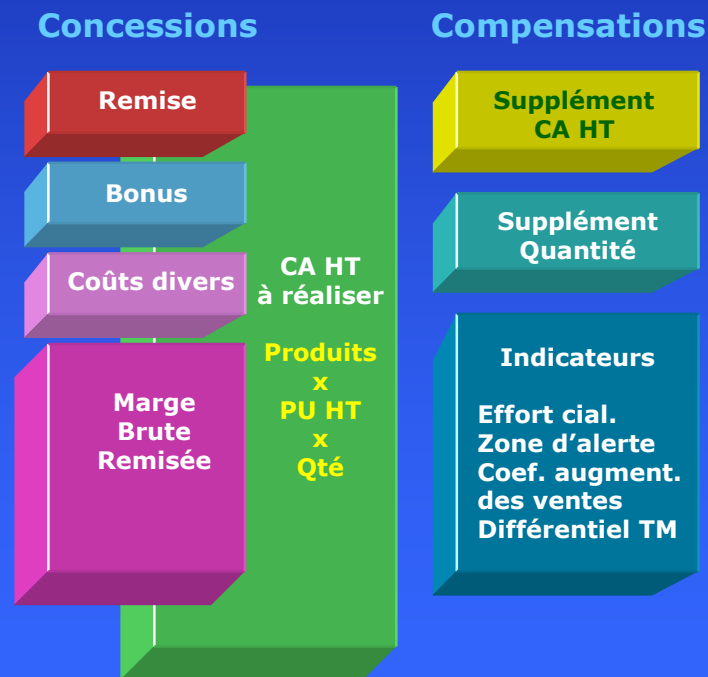 Concessions
Remise
Bonus
Coûts divers
Marge
Brute
Remisée
CA HT
à réaliser
Produits
x
PU HT
x
Qté
Compensations
Supplément
CA HT
Supplément
Quantité
Indicateurs
Effort cial.
Zone d’alerte
Coef. augment.
des ventes
Différentiel TM